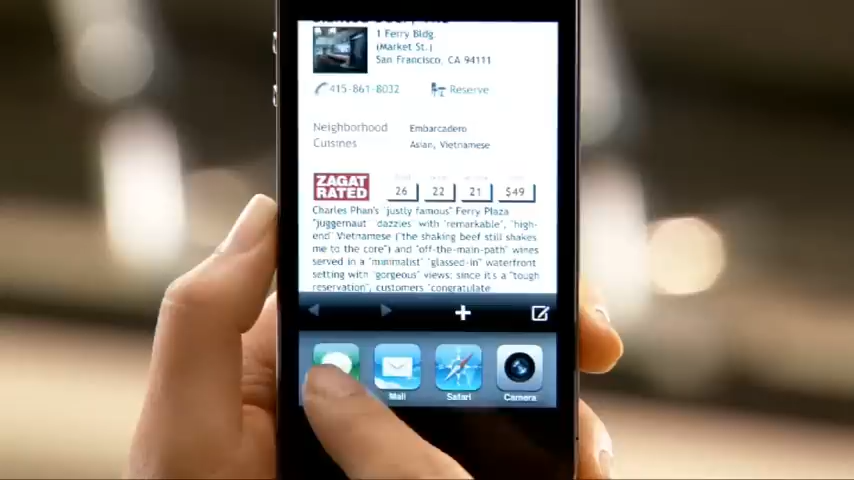 1 Ferry Bldg.
(Market St.)
San Francisco, CA 94111
415-861-8032
Reserve
Neighborhood Embarcadero
Cuisines Asian, Vietnamese
ZAGAT RATED
26 22 21 $49
Charles Phan's "justly famous" Ferry Plaza
"juggernaut" dazzles with "remarkable", "high-
end" Vietnamese ("the shaking beef still shakes
me to the core") and "off-the-main-path" wines
served in a "minimalist" "glassed-in" waterfront
setting with "gorgeous" views; since it's a "tough
reservation", customers "congratulate
Mail Safari Camera